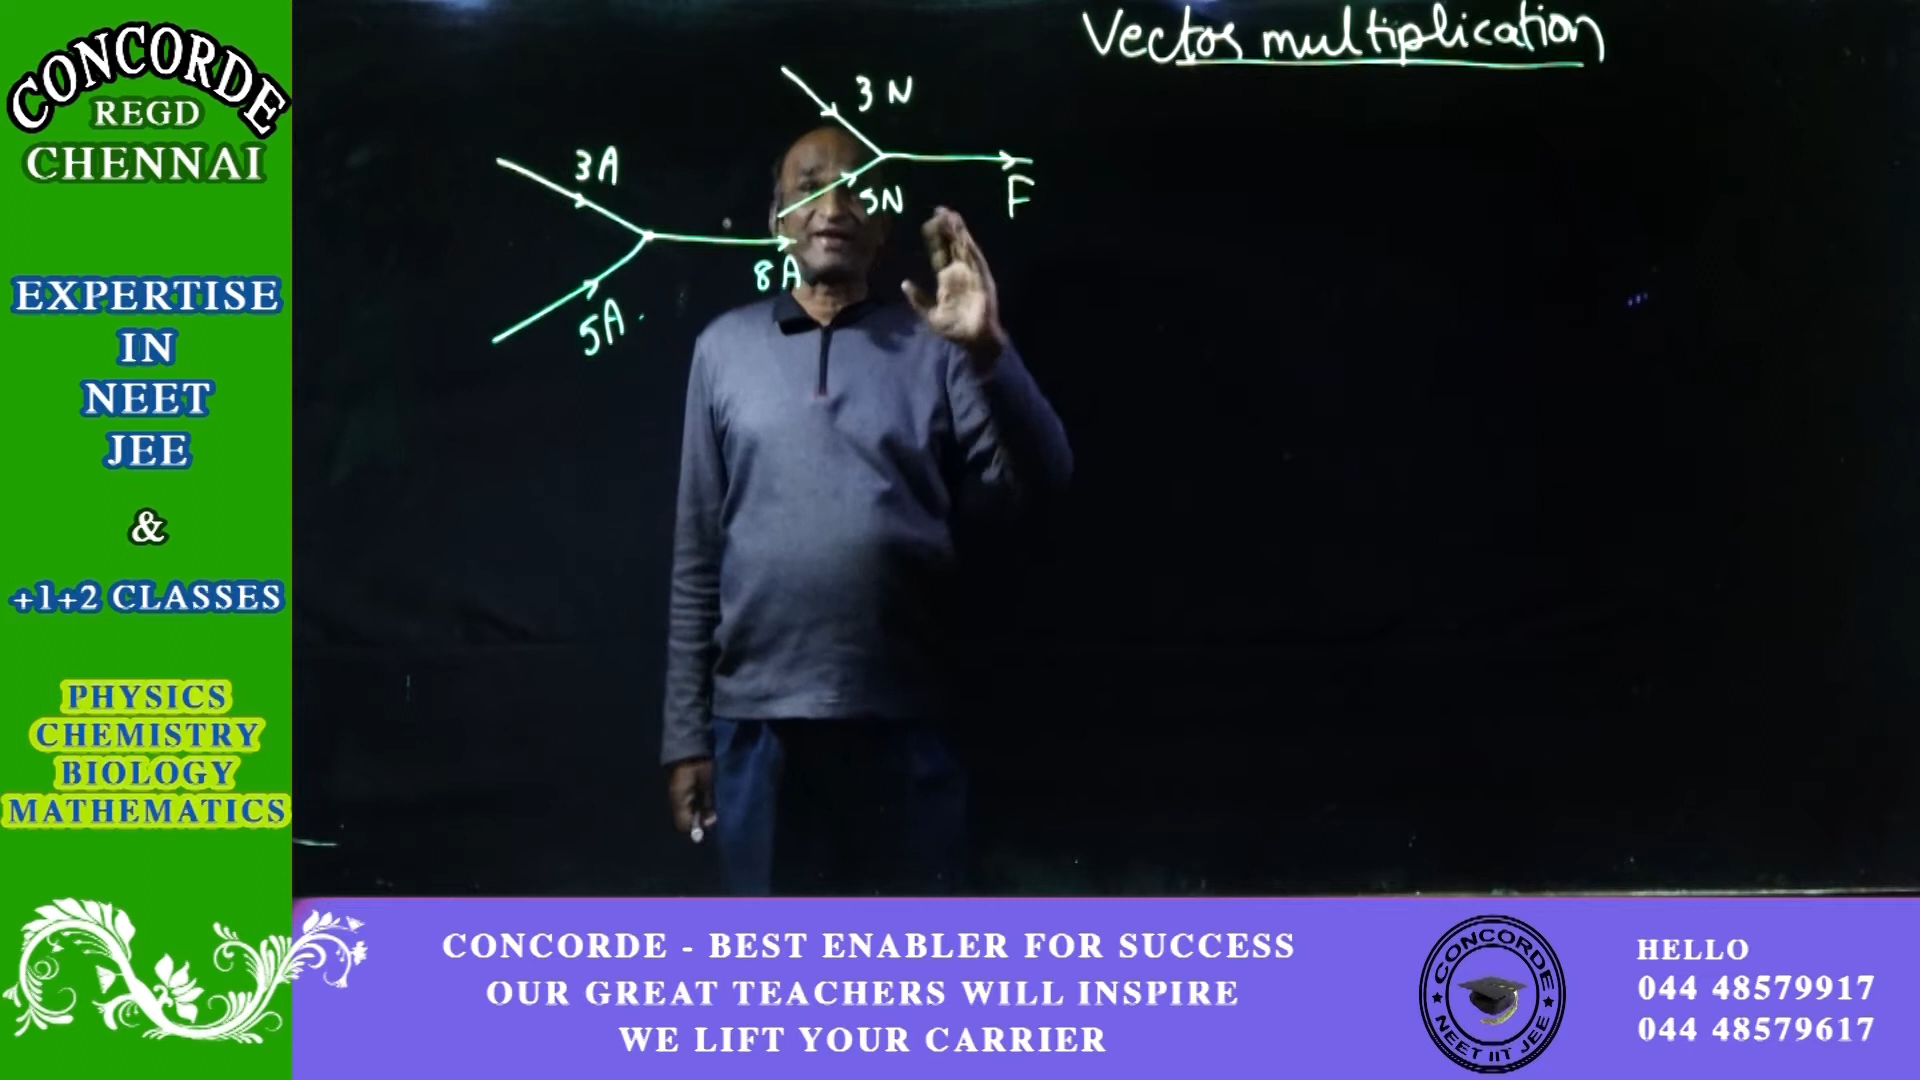 CONCORDE
REGD
CHENNAI
EXPERTISE
IN
NEET
JEE
&
+1+2 CLASSES
PHYSICS
CHEMISTRY
BIOLOGY
MATHEMATICS
Vector multiplication
3 N
5N
F
3A
8A
5A
CONCORDE - BEST ENABLER FOR SUCCESS
OUR GREAT TEACHERS WILL INSPIRE
WE LIFT YOUR CARRIER
CONCORDE
NEET IIT JEE
HELLO
044 48579917
044 48579617